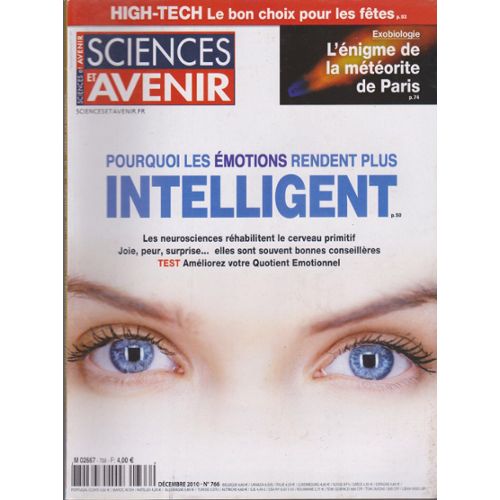 HIGH-TECH Le bon choix pour les fêtes p.92
SCIENCES et AVENIR
SCIENCES
ET AVENIR
SCIENCESETAVENIR.FR
Exobiologie
L'énigme de
la météorite
de Paris
p.74
POURQUOI LES ÉMOTIONS RENDENT PLUS
INTELLIGENT p.50
Les neurosciences réhabilitent le cerveau primitif
Joie, peur, surprise... elles sont souvent bonnes conseillères
TEST Améliorez votre Quotient Emotionnel
M 02667 - 766 - F: 4,00 €
DÉCEMBRE 2010 - N° 766